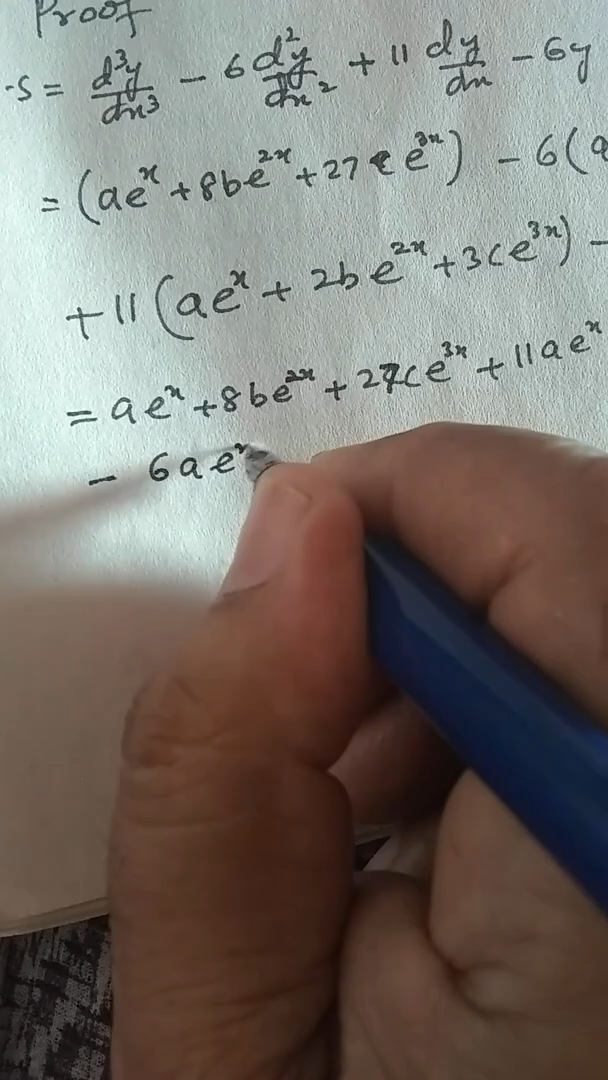 Proof
.S = d³y/dx³ - 6 d²y/dx² + 11 dy/dx - 6y
= (ae^x + 8be^2x + 27ce^3x) - 6(a
+ 11 (ae^x + 2be^2x + 3ce^3x) -
= ae^x + 8be^2x + 27ce^3x + 11ae^x
- 6ae^x